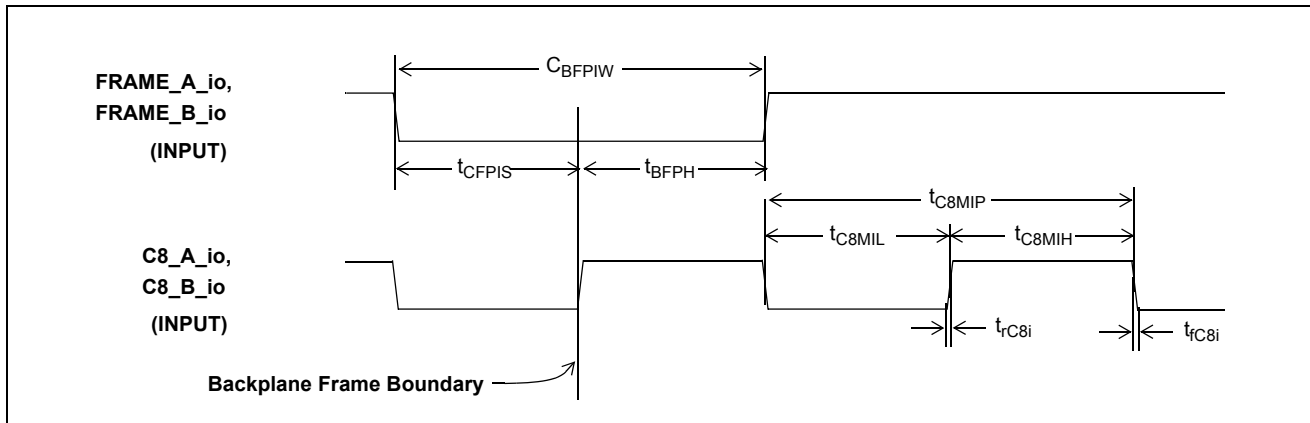 FRAME_A_io,
FRAME_B_io
(INPUT)
CBFPIW
tCFPIS
tBFPH
tC8MIP
tC8MIL
tC8MIH
C8_A_io,
C8_B_io
(INPUT)
trC8i
tfC8i
Backplane Frame Boundary